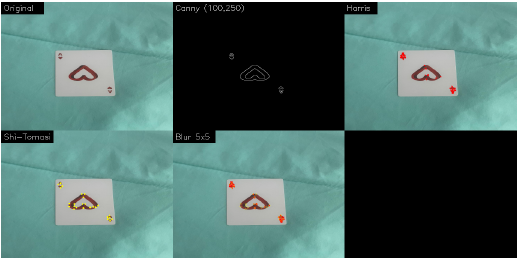 Original
Canny (100,250)
Harris
Shi-Tomasi
Blur 5x5